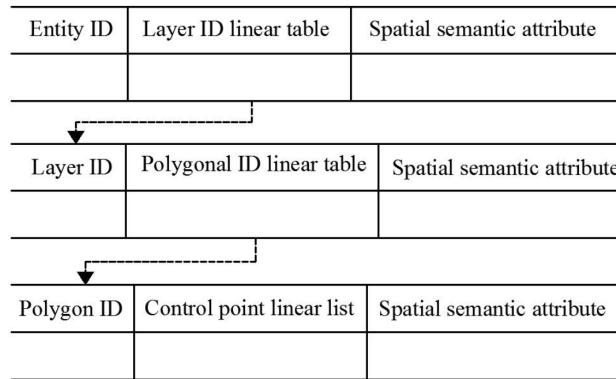 Entity ID Layer ID linear table Spatial semantic attribute
Layer ID Polygonal ID linear table Spatial semantic attribute
Polygon ID Control point linear list Spatial semantic attribute